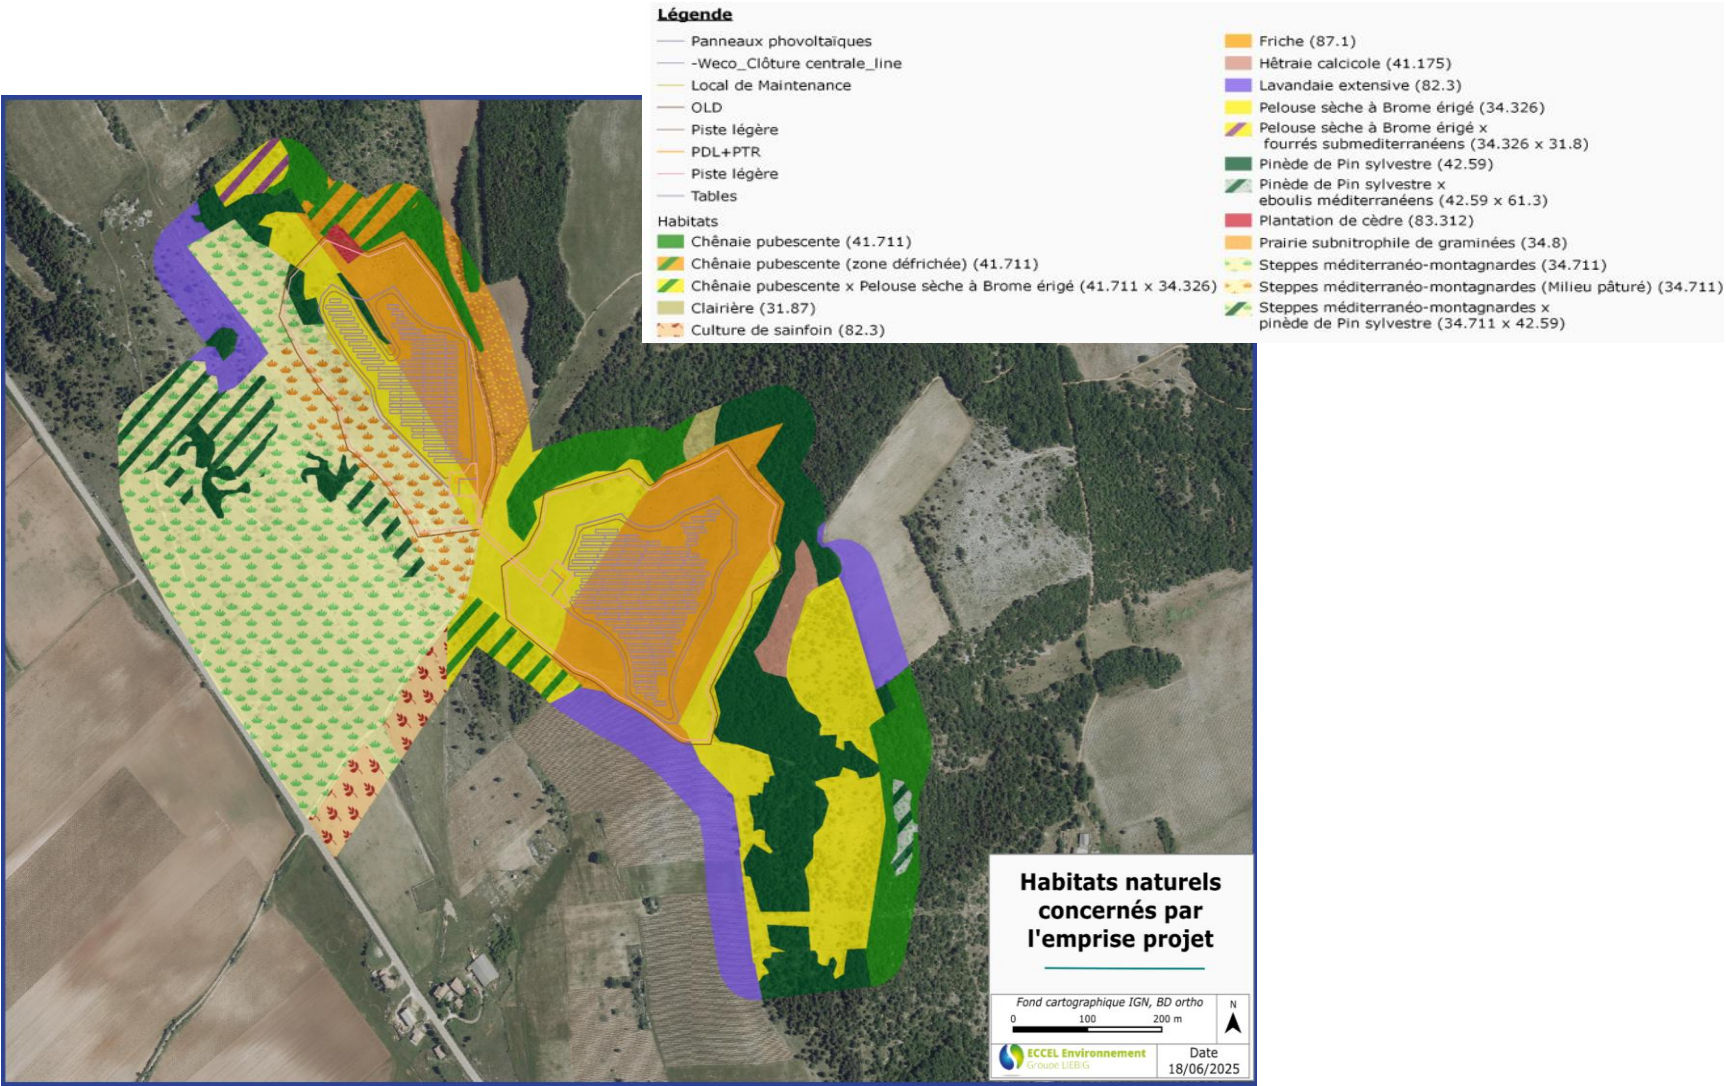 Légende
Panneaux phovoltaïques
-Weco_Clôture centrale_line
Local de Maintenance
OLD
Piste légère
PDL+PTR
Piste légère
Tables
Habitats
Chênaie pubescente (41.711)
Chênaie pubescente (zone défrichée) (41.711)
Chênaie pubescente x Pelouse sèche à Brome érigé (41.711 x 34.326)
Clairière (31.87)
Culture de sainfoin (82.3)
Friche (87.1)
Hêtraie calcicole (41.175)
Lavandaie extensive (82.3)
Pelouse sèche à Brome érigé (34.326)
Pelouse sèche à Brome érigé x
fourrés submediterranéens (34.326 x 31.8)
Pinède de Pin sylvestre (42.59)
Pinède de Pin sylvestre x
eboulis méditerranéens (42.59 x 61.3)
Plantation de cèdre (83.312)
Prairie subnitrophile de graminées (34.8)
Steppes méditerranéo-montagnardes (34.711)
Steppes méditerranéo-montagnardes (Milieu pâturé) (34.711)
Steppes méditerranéo-montagnardes x
pinède de Pin sylvestre (34.711 x 42.59)
Habitats naturels
concernés par
l'emprise projet
Fond cartographique IGN, BD ortho
0 100 200 m
N
ECCEL Environnement
Groupe LIEBIG
Date
18/06/2025